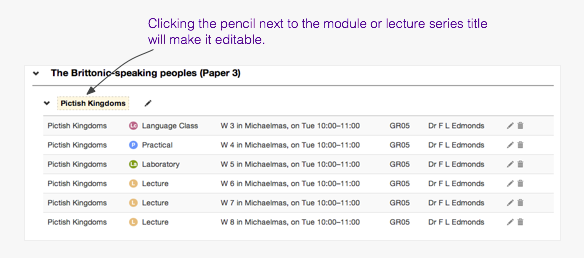 Clicking the pencil next to the module or lecture series title
will make it editable.
The Brittonic-speaking peoples (Paper 3)
Pictish Kingdoms
Pictish Kingdoms Lc Language Class W 3 in Michaelmas, on Tue 10:00–11:00 GR05 Dr F L Edmonds
Pictish Kingdoms P Practical W 4 in Michaelmas, on Tue 10:00–11:00 GR05 Dr F L Edmonds
Pictish Kingdoms La Laboratory W 5 in Michaelmas, on Tue 10:00–11:00 GR05 Dr F L Edmonds
Pictish Kingdoms L Lecture W 6 in Michaelmas, on Tue 10:00–11:00 GR05 Dr F L Edmonds
Pictish Kingdoms L Lecture W 7 in Michaelmas, on Tue 10:00–11:00 GR05 Dr F L Edmonds
Pictish Kingdoms L Lecture W 8 in Michaelmas, on Tue 10:00–11:00 GR05 Dr F L Edmonds